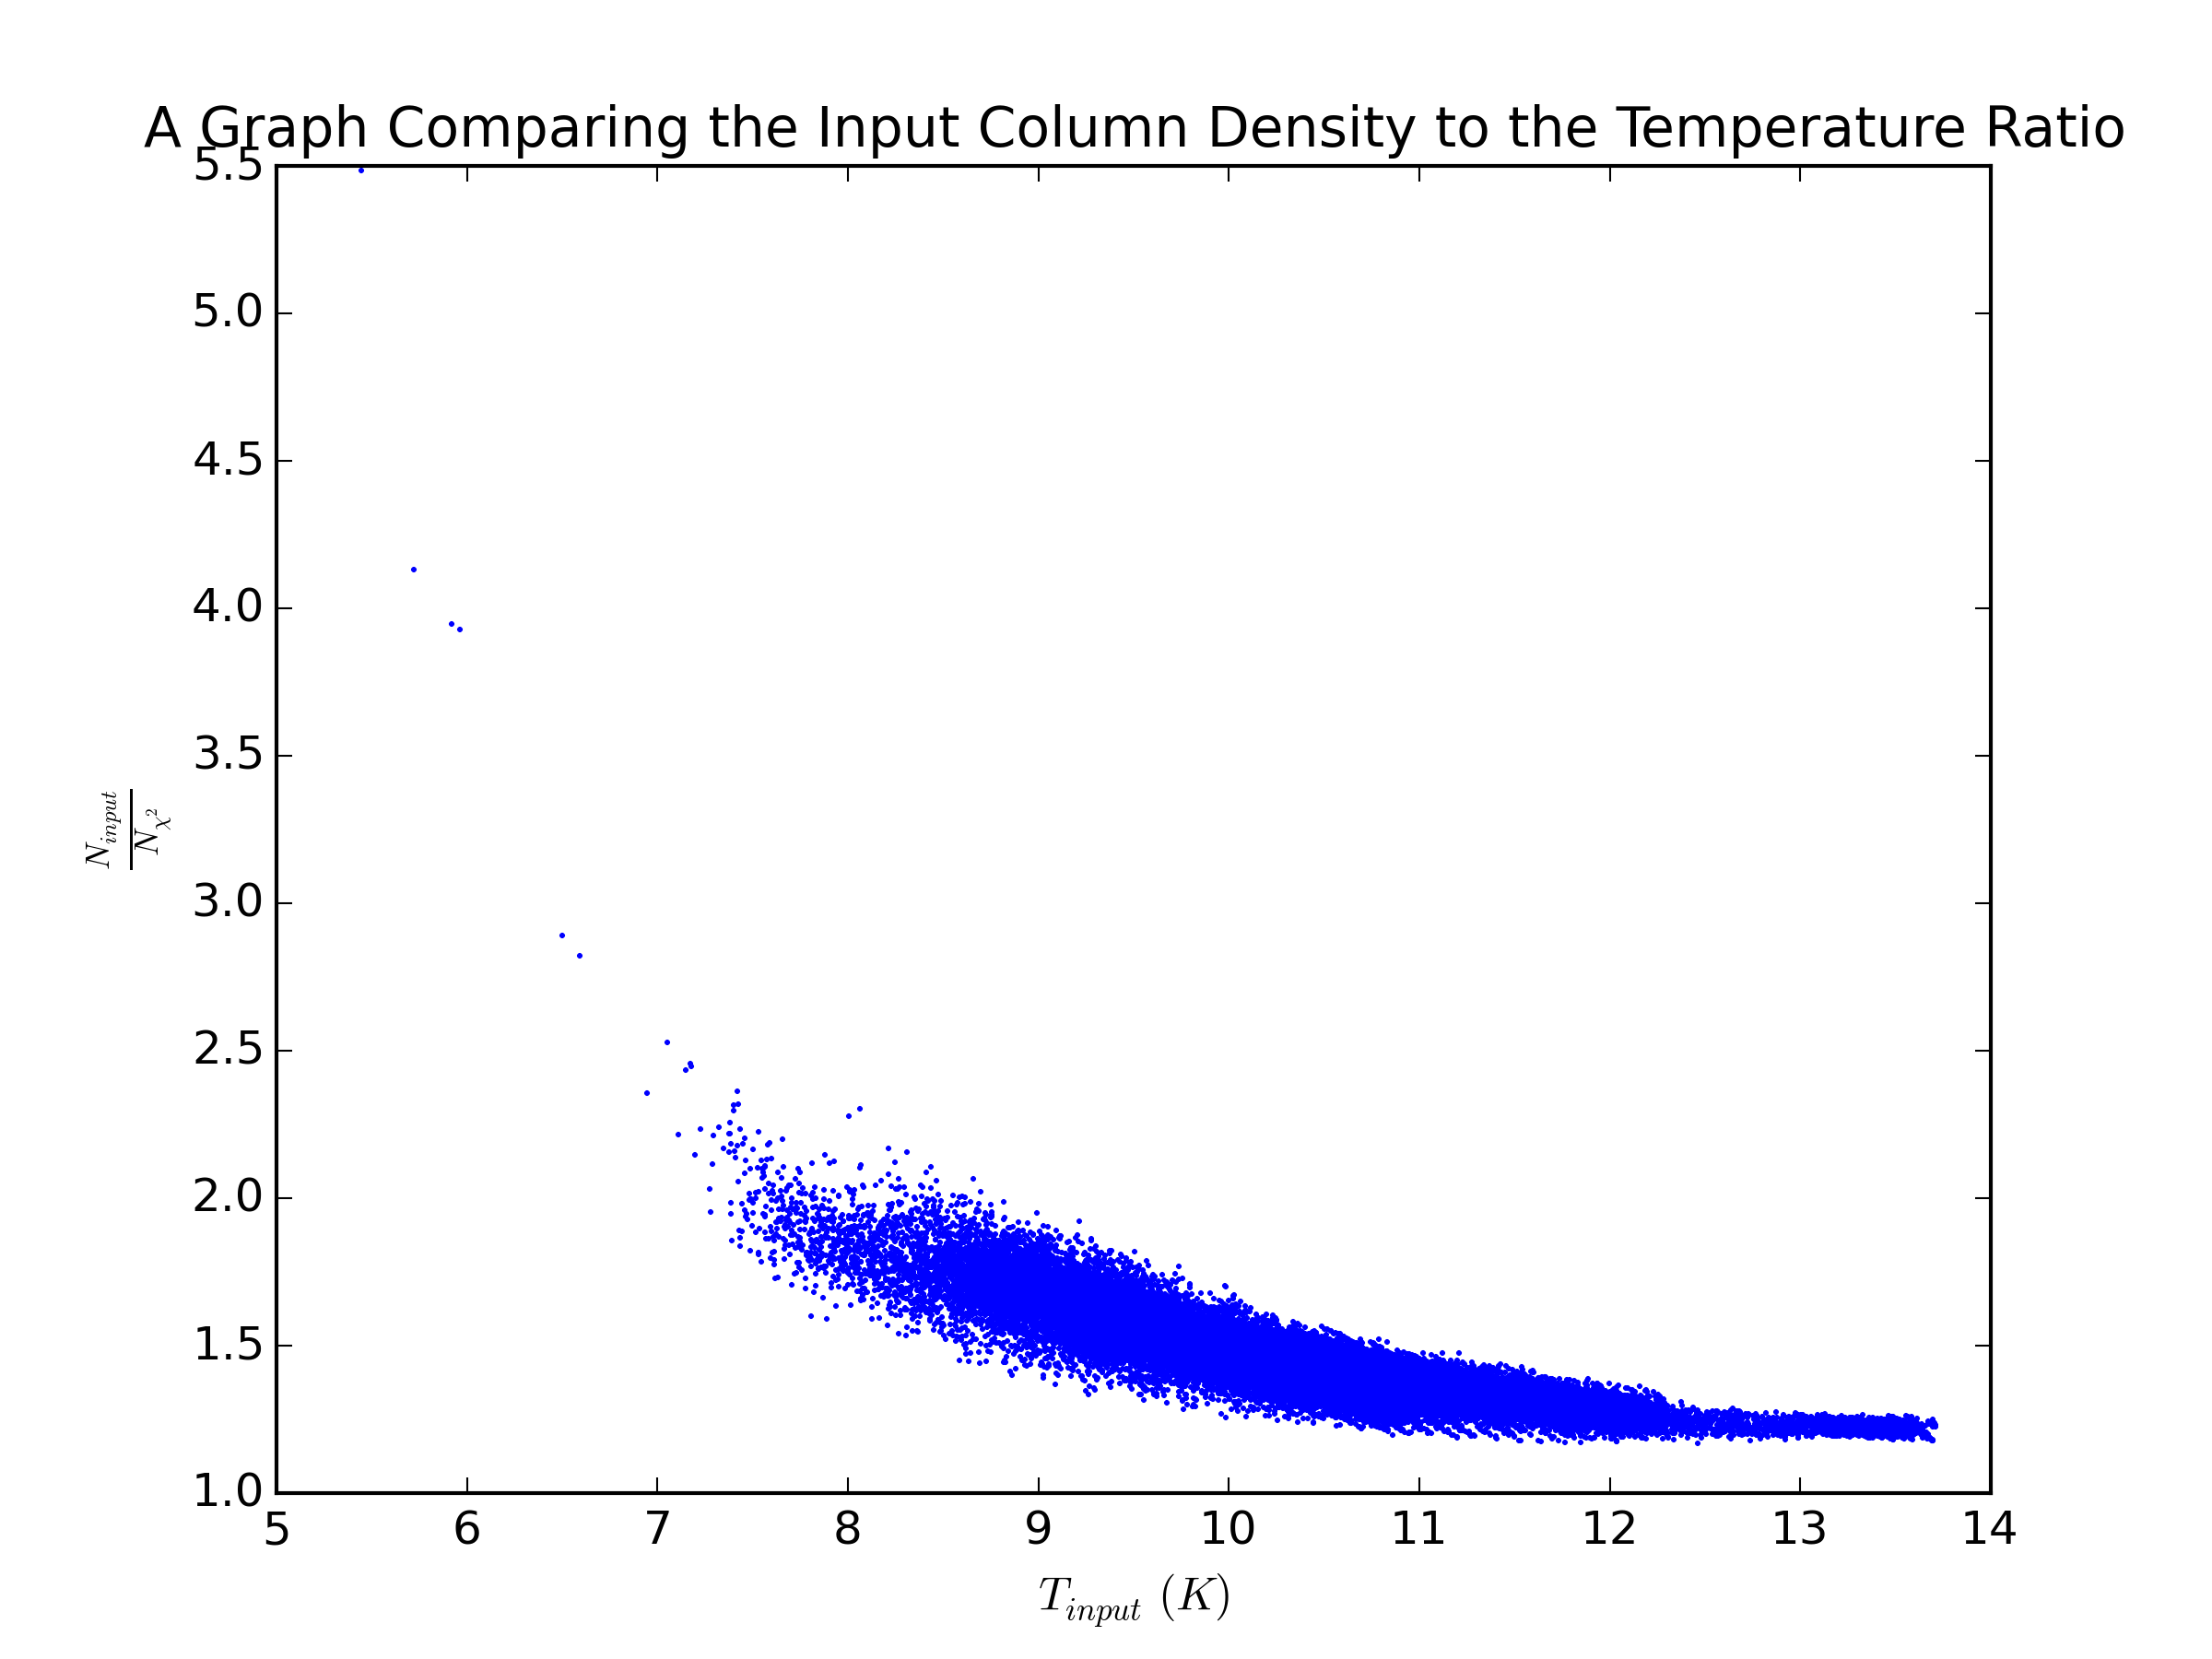 A Graph Comparing the Input Column Density to the Temperature Ratio
5.5
5.0
4.5
4.0
3.5
3.0
2.5
2.0
1.5
1.0
N_input / N_χ²
5 6 7 8 9 10 11 12 13 14
T_input (K)